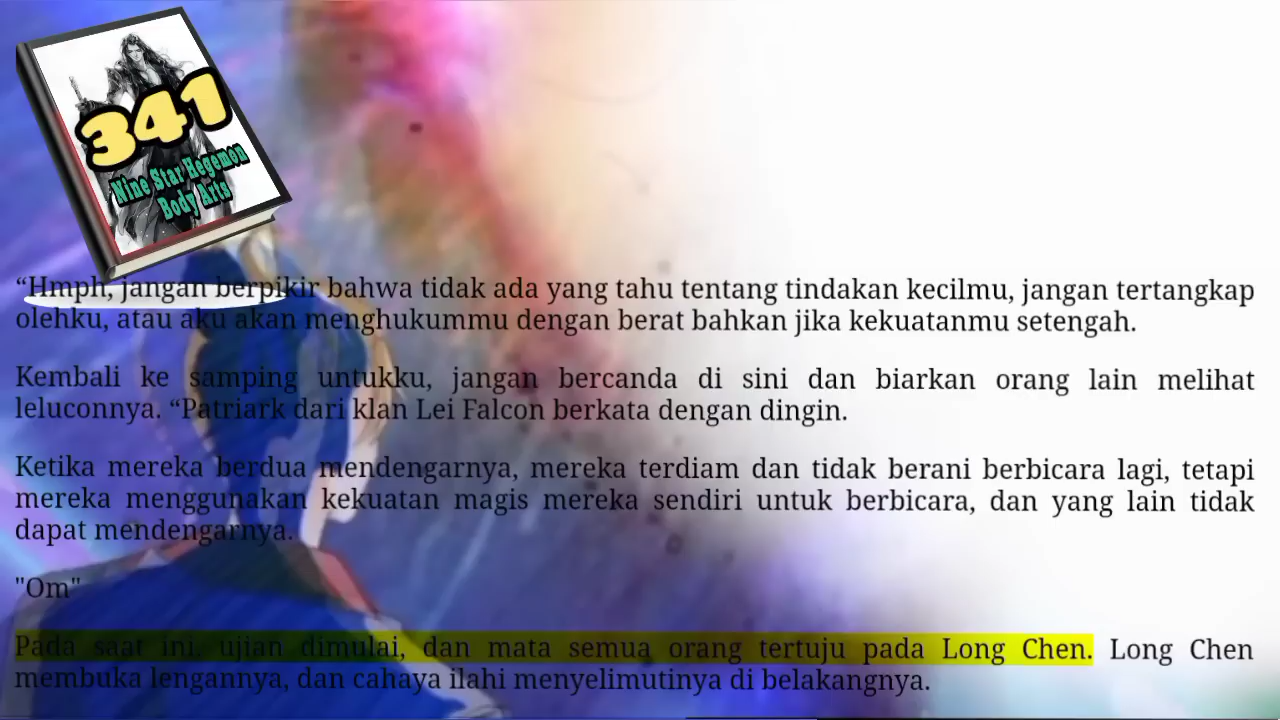 341
Nine Star Hegemon
Body Arts
“Hmph, jangan berpikir bahwa tidak ada yang tahu tentang tindakan kecilmu, jangan tertangkap
olehku, atau aku akan menghukummu dengan berat bahkan jika kekuatanmu setengah.
Kembali ke samping untukku, jangan bercanda di sini dan biarkan orang lain melihat
leluconnya. “Patriark dari klan Lei Falcon berkata dengan dingin.
Ketika mereka berdua mendengarnya, mereka terdiam dan tidak berani berbicara lagi, tetapi
mereka menggunakan kekuatan magis mereka sendiri untuk berbicara, dan yang lain tidak
dapat mendengarnya.
"Om"
Pada saat ini, ujian dimulai, dan mata semua orang tertuju pada Long Chen. Long Chen
membuka lengannya, dan cahaya ilahi menyelimutinya di belakangnya.